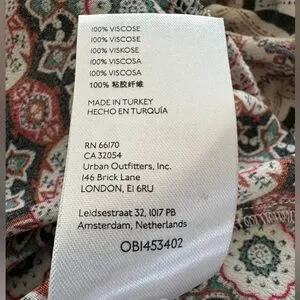 100% VISCOSE
100% VISCOSE
100% VISKOSE
100% VISCOSA
100% VISCOSA
100% 粘胶纤维
MADE IN TURKEY
HECHO EN TURQUÍA
RN 66170
CA 32054
Urban Outfitters, Inc.
146 Brick Lane
LONDON, E1 6RU
Leidsestraat 32, 1017 PB
Amsterdam, Netherlands
OB1453402